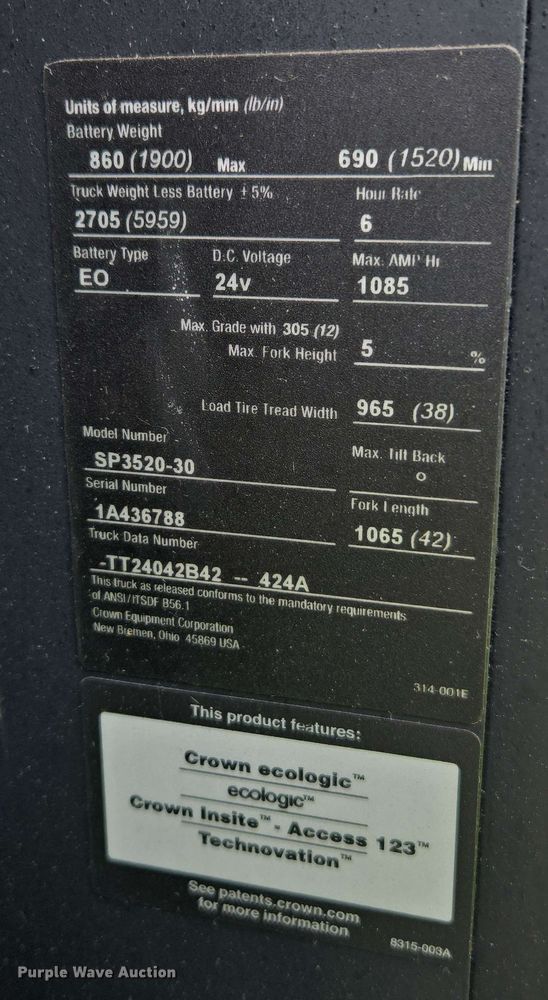 Units of measure, kg/mm (lb/in)
Battery Weight
860 (1900) Max 690 (1520) Min
Truck Weight Less Battery ±5% Hour Rate
2705 (5959) 6
Battery Type D.C. Voltage Max. AMP Hr
EO 24v 1085
Max. Grade with 305 (12)
Max. Fork Height 5 %
Load Tire Tread Width 965 (38)
Model Number Max. Tilt Back
SP3520-30 °
Serial Number Fork Length
1A436788 1065 (42)
Truck Data Number
-TT24042B42 -- 424A
This truck as released conforms to the mandatory requirements
of ANSI/ITSDF B56.1
Crown Equipment Corporation
New Bremen, Ohio 45869 USA
314-001E
This product features:
Crown ecologic™
ecologic™
Crown Insite™ - Access 123™
Technovation™
See patents.crown.com
for more information
8315-003A
Purple Wave Auction